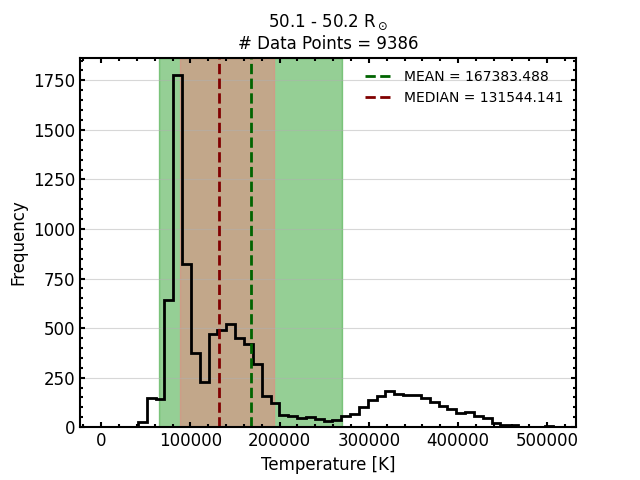 50.1 - 50.2 R⊙
# Data Points = 9386
MEAN = 167383.488
MEDIAN = 131544.141
1750
1500
1250
1000
750
500
250
0
Frequency
0 100000 200000 300000 400000 500000
Temperature [K]